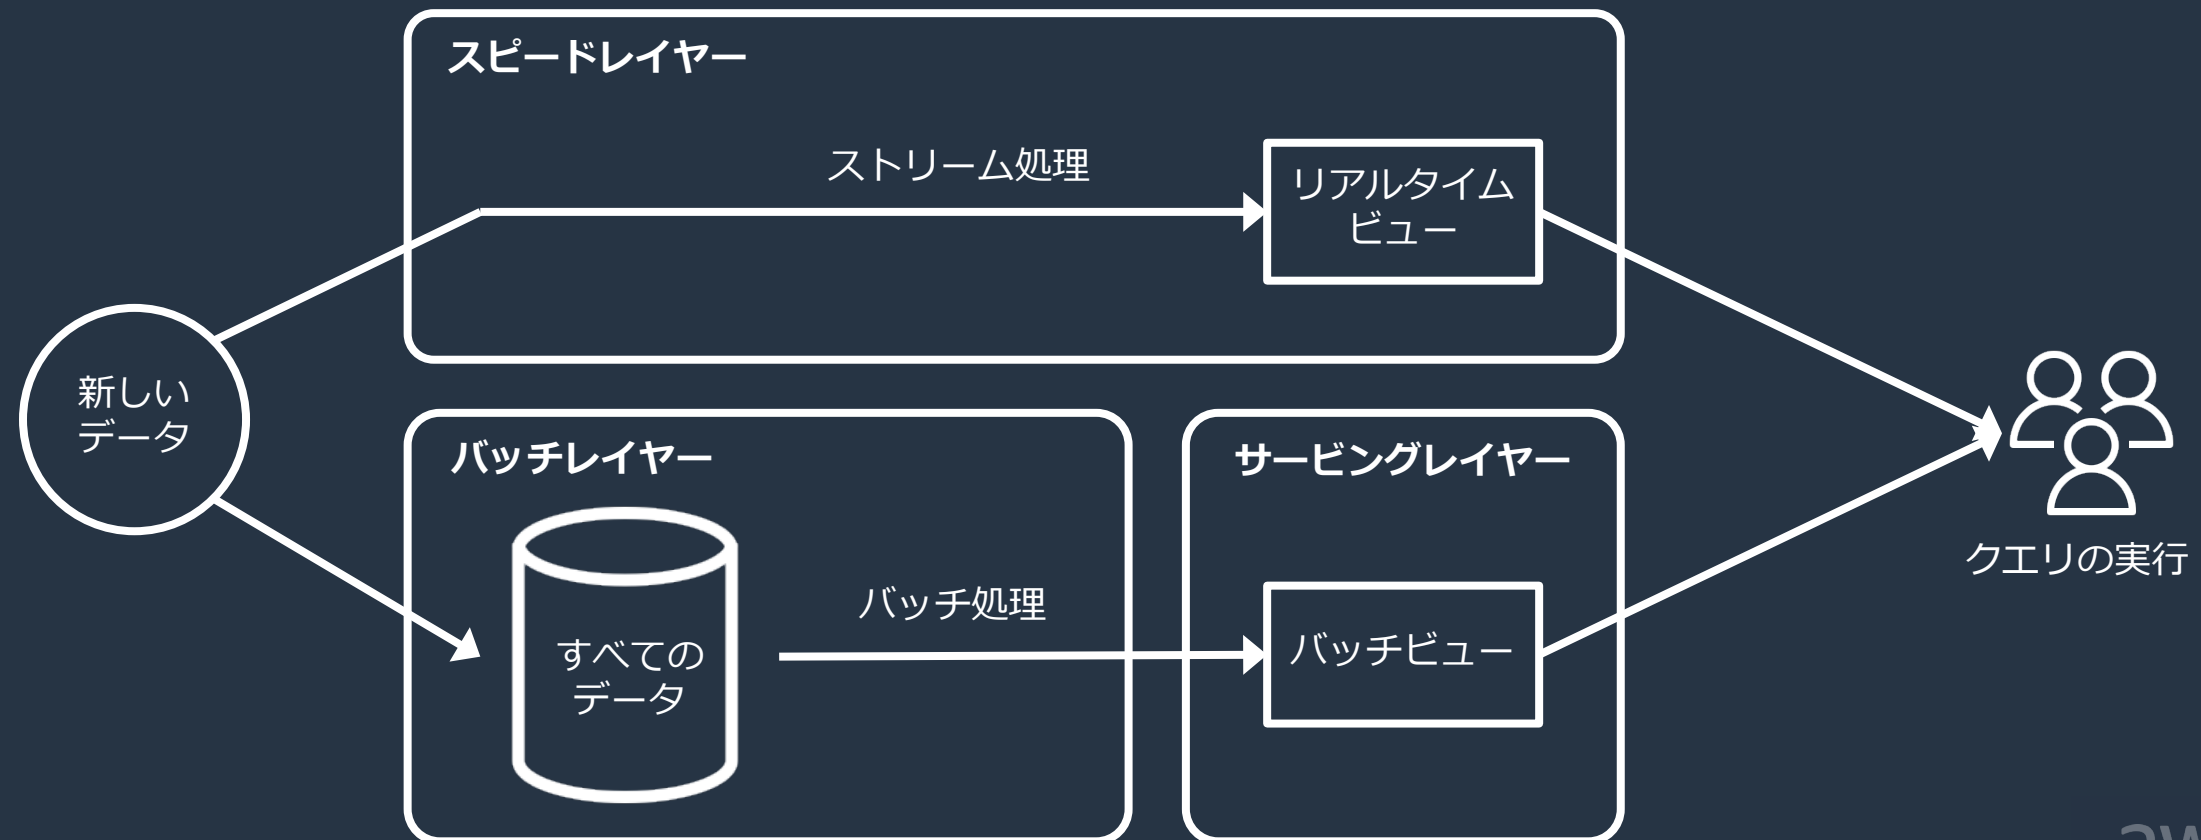 スピードレイヤー
ストリーム処理
リアルタイム
ビュー
新しい
データ
バッチレイヤー
すべての
データ
バッチ処理
サービングレイヤー
バッチビュー
クエリの実行